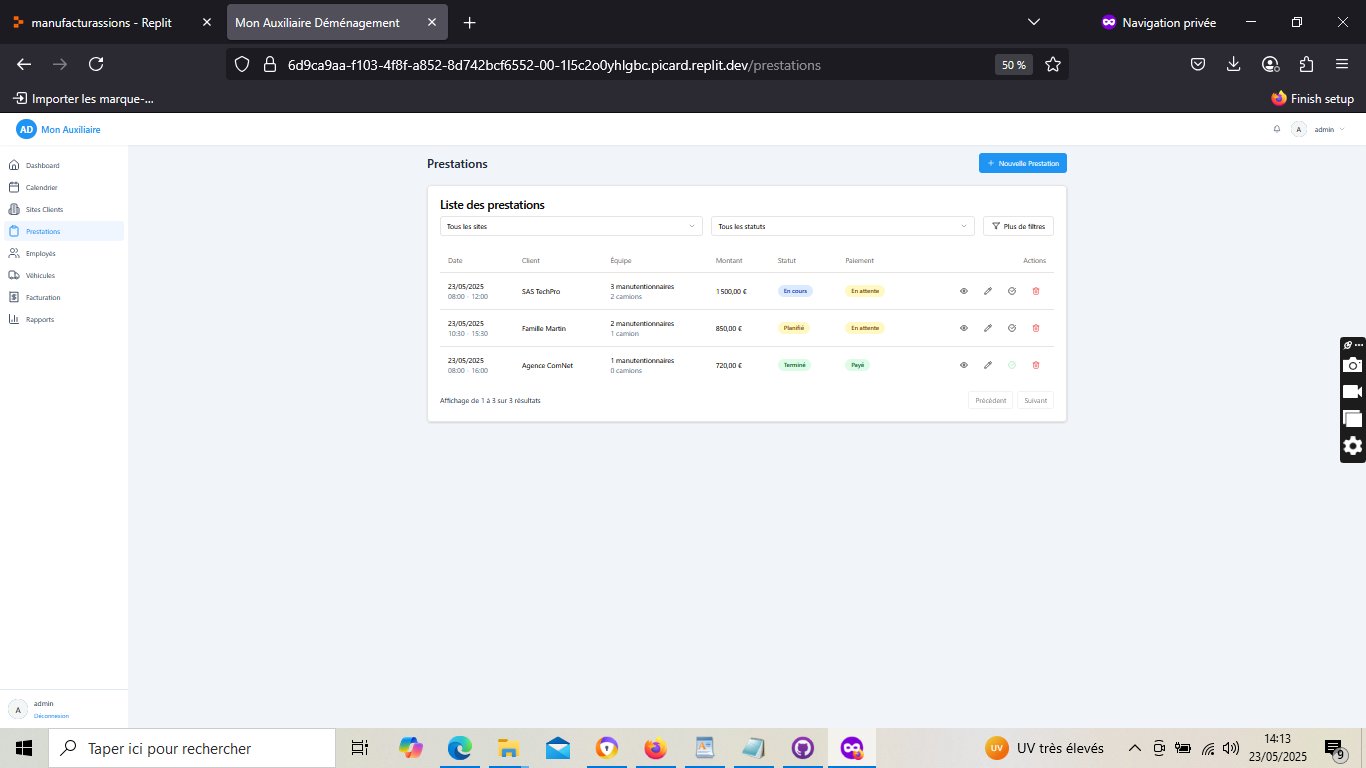 manufacturassions - Replit
Mon Auxiliaire Déménagement
Navigation privée
6d9ca9aa-f103-4f8f-a852-8d742bcf6552-00-1l5c2o0yhlgbc.picard.replit.dev/prestations
50 %
Importer les marque-...
Finish setup
AD Mon Auxiliaire
A admin
Dashboard
Calendrier
Sites Clients
Prestations
Employés
Véhicules
Facturation
Rapports
Prestations
+ Nouvelle Prestation
Liste des prestations
Tous les sites
Tous les statuts
Plus de filtres
Date Client Équipe Montant Statut Paiement Actions
23/05/2025 SAS TechPro 3 manutentionnaires 1 500,00 € En cours En attente
08:00 - 12:00 2 camions
23/05/2025 Famille Martin 2 manutentionnaires 850,00 € Planifié En attente
10:30 - 15:30 1 camion
23/05/2025 Agence ComNet 1 manutentionnaires 720,00 € Terminé Payé
08:00 - 16:00 0 camions
Affichage de 1 à 3 sur 3 résultats
Précédent
Suivant
A admin
Déconnexion
Taper ici pour rechercher
UV UV très élevés
14:13
23/05/2025
9